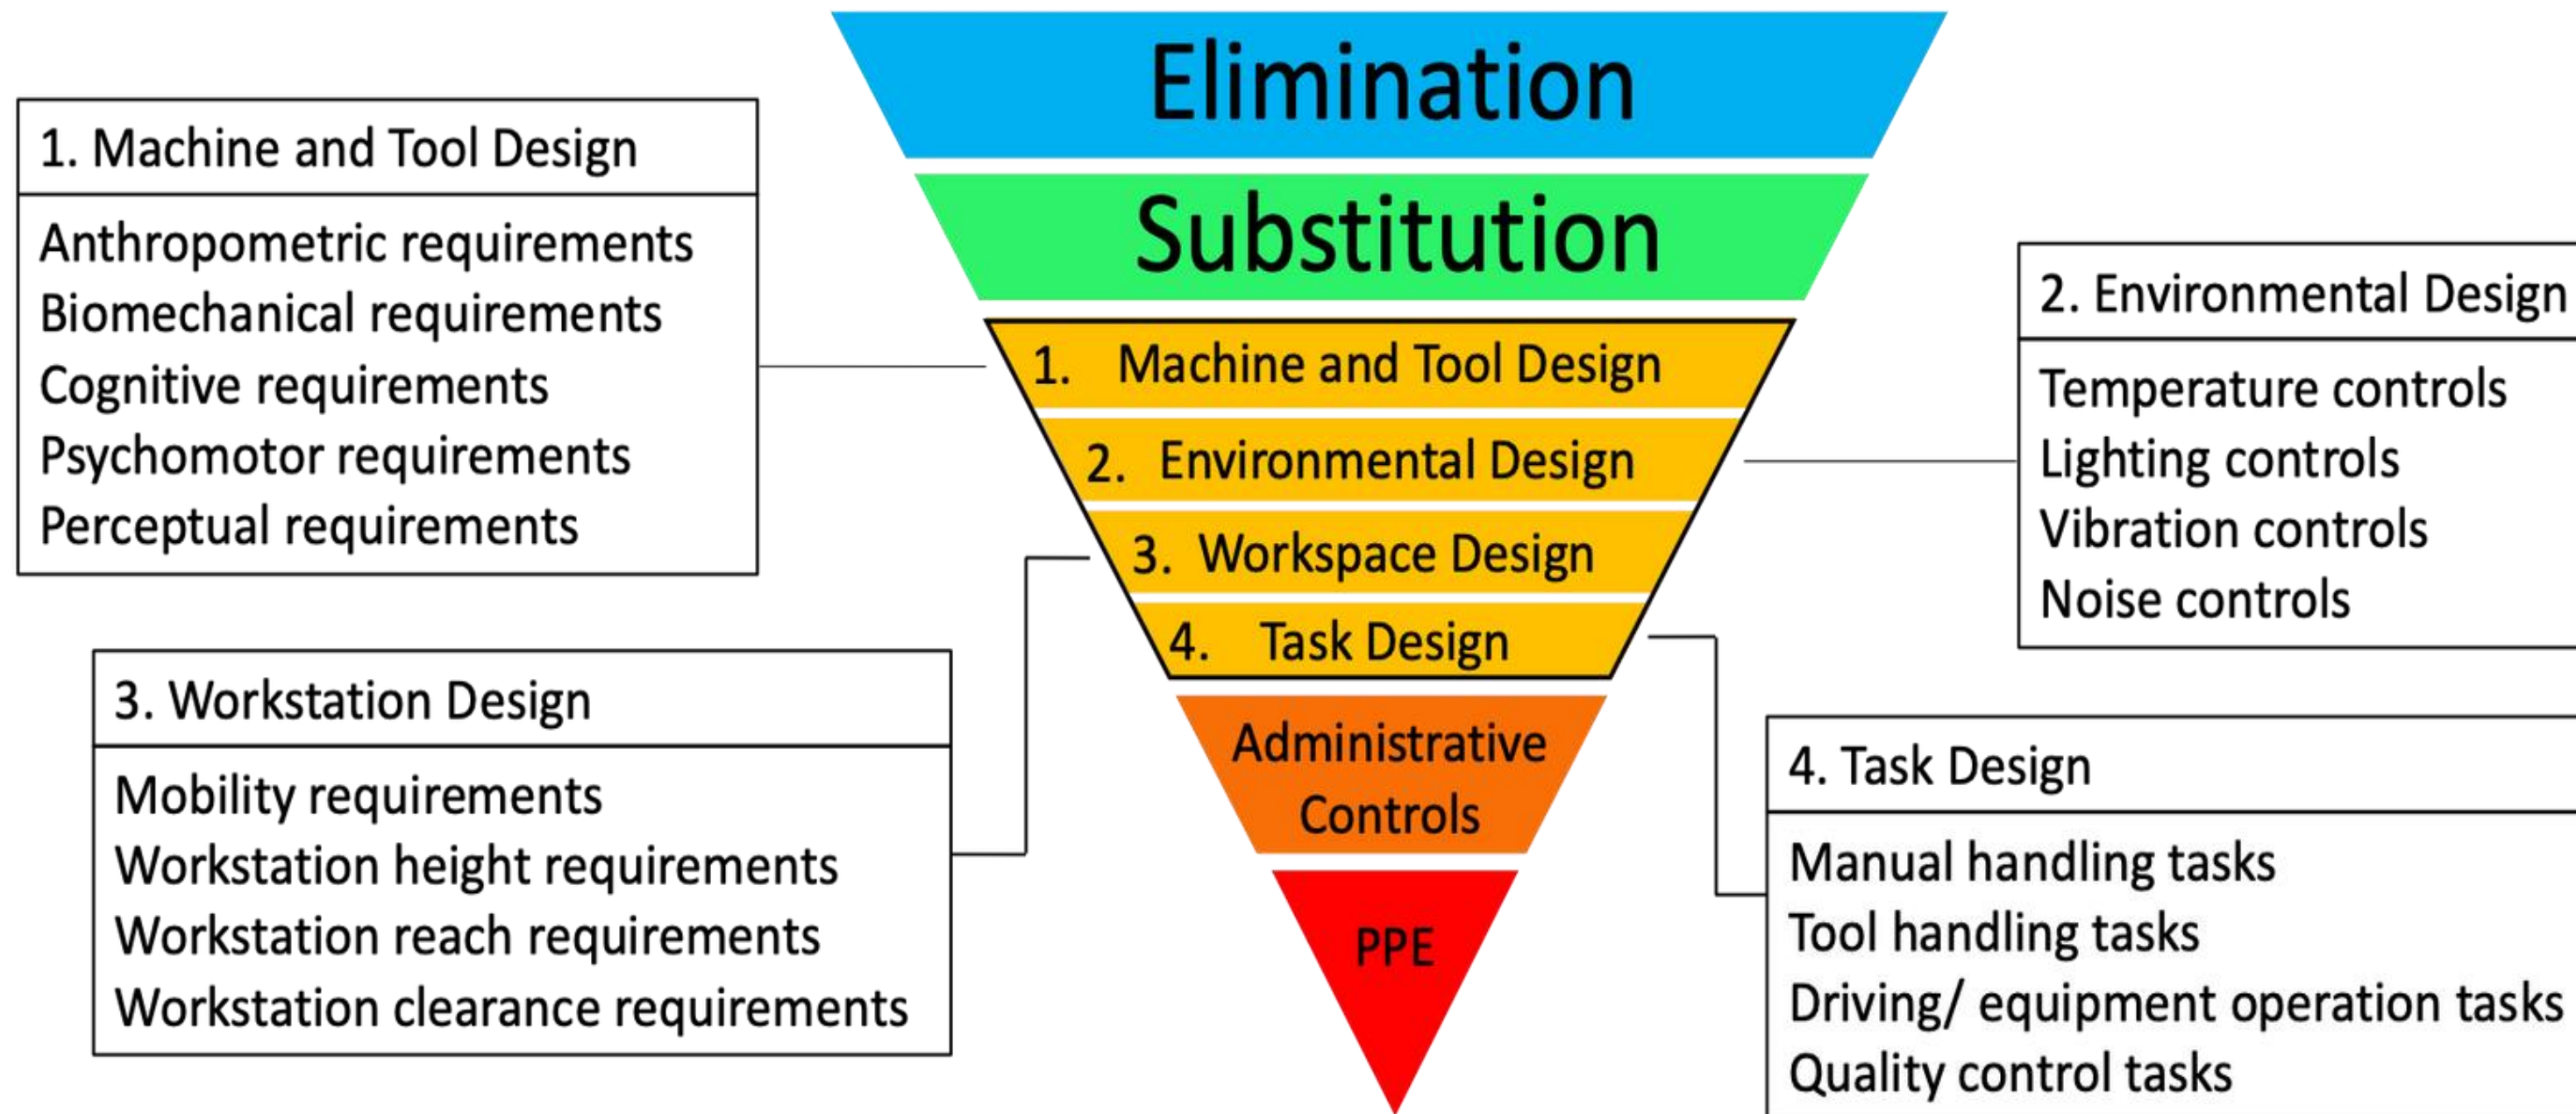 Elimination
Substitution
1. Machine and Tool Design
2. Environmental Design
3. Workspace Design
4. Task Design
Administrative
Controls
PPE
1. Machine and Tool Design
Anthropometric requirements
Biomechanical requirements
Cognitive requirements
Psychomotor requirements
Perceptual requirements
2. Environmental Design
Temperature controls
Lighting controls
Vibration controls
Noise controls
3. Workstation Design
Mobility requirements
Workstation height requirements
Workstation reach requirements
Workstation clearance requirements
4. Task Design
Manual handling tasks
Tool handling tasks
Driving/ equipment operation tasks
Quality control tasks